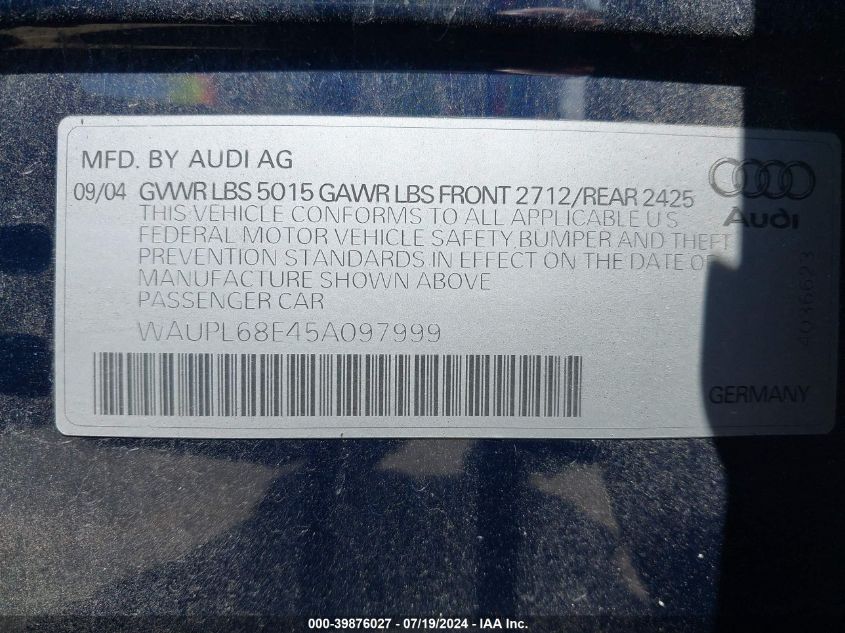 MFD. BY AUDI AG
09/04 GVWR LBS 5015 GAWR LBS FRONT 2712/REAR 2425
THIS VEHICLE CONFORMS TO ALL APPLICABLE U S
FEDERAL MOTOR VEHICLE SAFETY, BUMPER AND THEFT
PREVENTION STANDARDS IN EFFECT ON THE DATE OF
MANUFACTURE SHOWN ABOVE
PASSENGER CAR
WAUPL68E45A097999
Audi
4036623
GERMANY
000-39876027 / 07/19/2024 - IAA Inc.